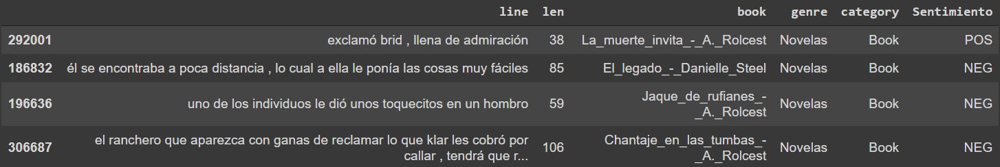 line len book genre category Sentimiento
292001 exclamó brid , llena de admiración 38 La_muerte_invita_-_A._Rolcest Novelas Book POS
186832 él se encontraba a poca distancia , lo cual a ella le ponía las cosas muy fáciles 85 El_legado_-_Danielle_Steel Novelas Book NEG
196636 uno de los individuos le dió unos toquecitos en un hombro 59 Jaque_de_rufianes_-
_A._Rolcest Novelas Book NEG
306687 el ranchero que aparezca con ganas de reclamar lo que klar les cobró por
callar , tendrá que r... 106 Chantaje_en_las_tumbas_-
_A._Rolcest Novelas Book NEG